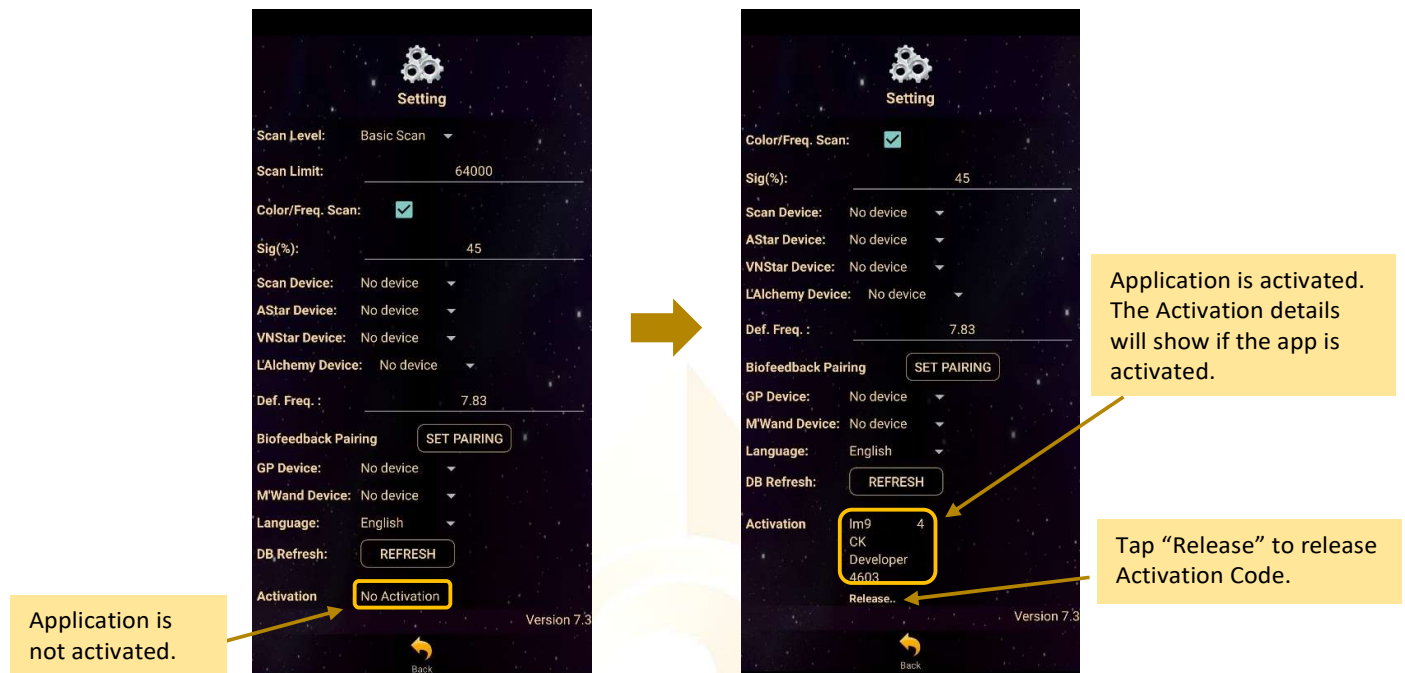 Setting
Scan Level: Basic Scan
Scan Limit: 64000
Color/Freq. Scan:
Sig(%): 45
Scan Device: No device
AStar Device: No device
VNStar Device: No device
L'Alchemy Device: No device
Def. Freq. : 7.83
Biofeedback Pairing SET PAIRING
GP Device: No device
M'Wand Device: No device
Language: English
DB Refresh: REFRESH
Activation No Activation
Version 7.3
Back
Application is
not activated.
Setting
Color/Freq. Scan:
Sig(%): 45
Scan Device: No device
AStar Device: No device
VNStar Device: No device
L'Alchemy Device: No device
Def. Freq. : 7.83
Biofeedback Pairing SET PAIRING
GP Device: No device
M'Wand Device: No device
Language: English
DB Refresh: REFRESH
Activation Im9 4
CK
Developer
4603
Release..
Version 7.3
Back
Application is activated.
The Activation details
will show if the app is
activated.
Tap “Release” to release
Activation Code.